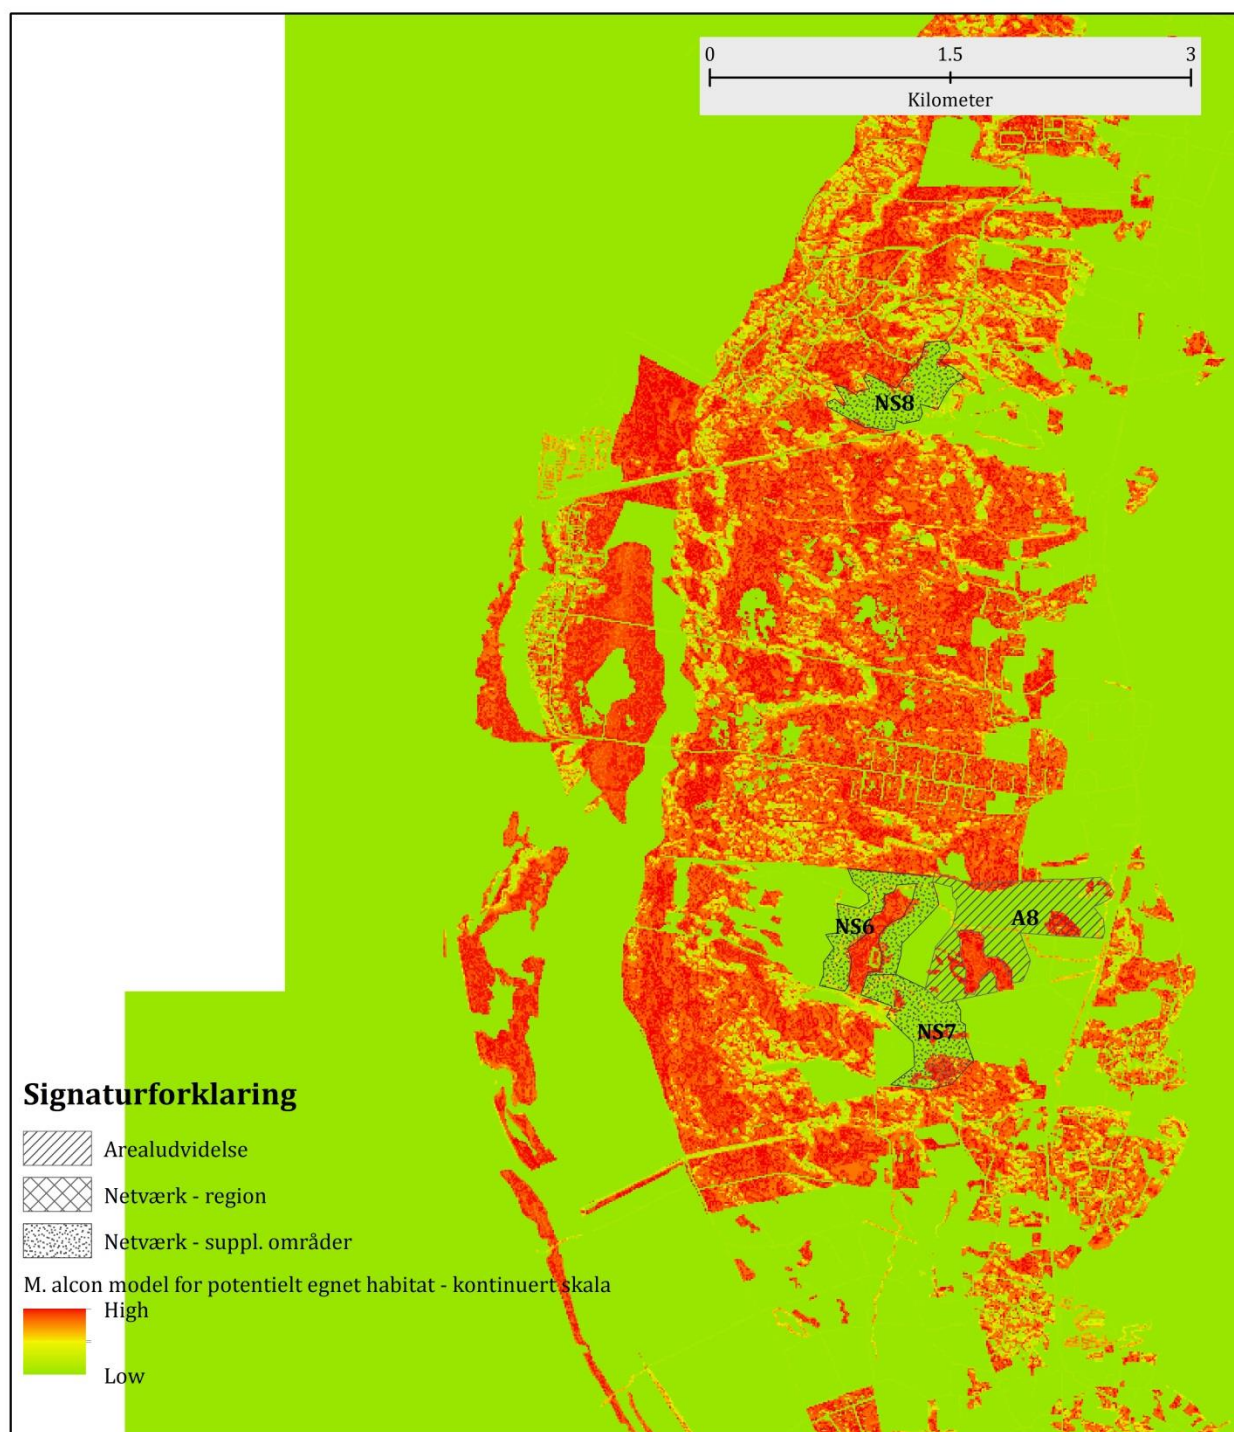 0 1.5 3
Kilometer
NS8
NS6
A8
NS7
Signaturforklaring
Arealudvidelse
Netværk - region
Netværk - suppl. områder
M. alcon model for potentielt egnet habitat - kontinuert skala
High
Low